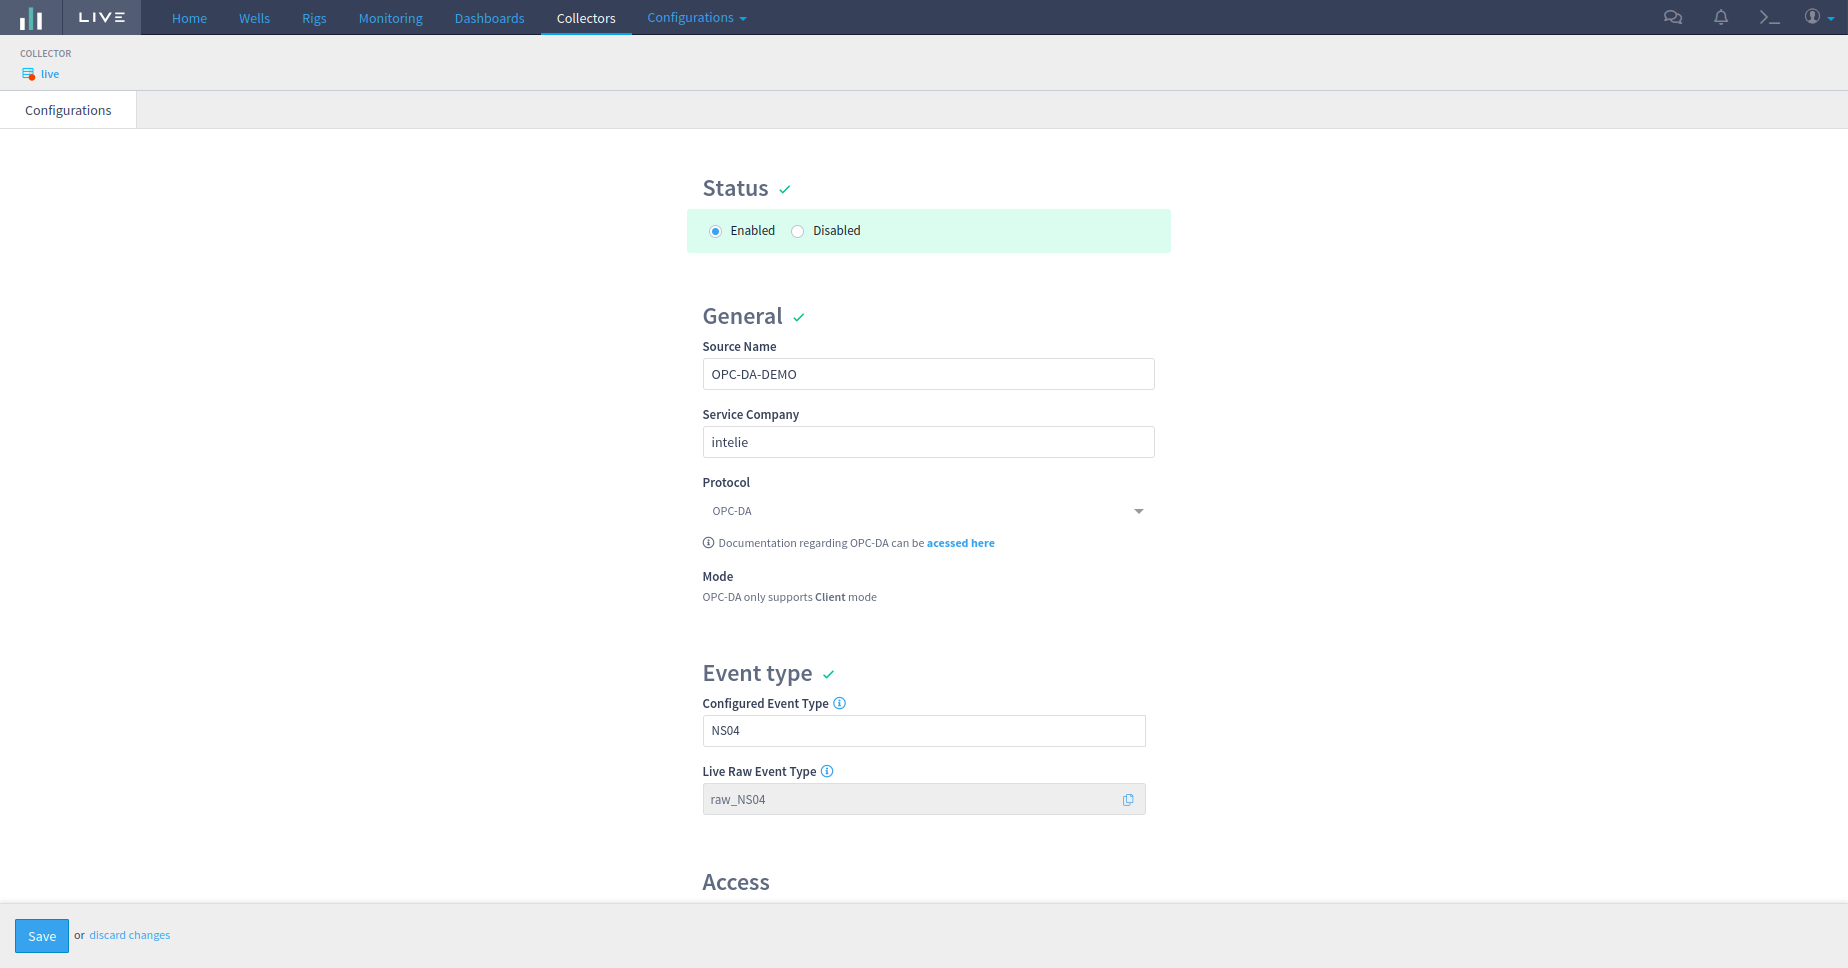 LIVE Home Wells Rigs Monitoring Dashboards Collectors Configurations
COLLECTOR
live
Configurations
Status
Enabled Disabled
General
Source Name
OPC-DA-DEMO
Service Company
intelie
Protocol
OPC-DA
Documentation regarding OPC-DA can be acessed here
Mode
OPC-DA only supports Client mode
Event type
Configured Event Type
NS04
Live Raw Event Type
raw_NS04
Access
Save or discard changes